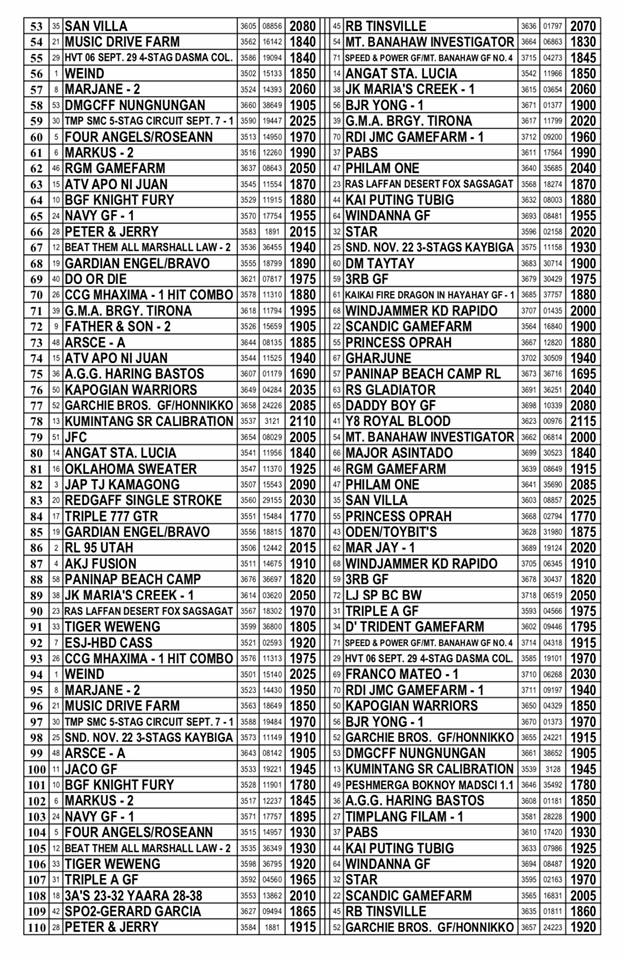 53 35 SAN VILLA 3605 08856 2080 45 RB TINSVILLE 3636 01797 2070
54 21 MUSIC DRIVE FARM 3562 16142 1840 54 MT. BANAHAW INVESTIGATOR 3664 06863 1830
55 29 HVT 06 SEPT. 29 4-STAG DASMA COL. 3586 19094 1840 71 SPEED & POWER GF/MT. BANAHAW GF NO. 4 3715 04273 1845
56 1 WEIND 3502 15133 1850 14 ANGAT STA. LUCIA 3542 11966 1850
57 8 MARJANE - 2 3524 14393 2060 38 JK MARIA'S CREEK - 1 3615 03654 2060
58 53 DMGCFF NUNGNUNGAN 3660 38649 1905 56 BJR YONG - 1 3671 01377 1900
59 30 TMP SMC 5-STAG CIRCUIT SEPT. 7 - 1 3590 19447 2025 39 G.M.A. BRGY. TIRONA 3617 11799 2020
60 5 FOUR ANGELS/ROSEANN 3513 14950 1970 70 RDI JMC GAMEFARM - 1 3712 09200 1960
61 6 MARKUS - 2 3516 12260 1990 37 PABS 3611 17564 1990
62 46 RGM GAMEFARM 3637 08643 2050 47 PHILAM ONE 3640 35685 2040
63 15 ATV APO NI JUAN 3545 11554 1870 23 RAS LAFFAN DESERT FOX SAGSAGAT 3568 18274 1870
64 10 BGF KNIGHT FURY 3529 11915 1880 44 KAI PUTING TUBIG 3632 08003 1880
65 24 NAVY GF - 1 3570 17754 1955 64 WINDANNA GF 3693 08481 1955
66 28 PETER & JERRY 3583 1891 2015 32 STAR 3596 02158 2020
67 12 BEAT THEM ALL MARSHALL LAW - 2 3536 36455 1940 25 SND. NOV. 22 3-STAGS KAYBIGA 3575 11158 1930
68 19 GARDIAN ENGEL/BRAVO 3555 18799 1890 60 DM TAYTAY 3683 30714 1900
69 40 DO OR DIE 3621 07817 1975 59 3RB GF 3679 30429 1975
70 26 CCG MHAXIMA - 1 HIT COMBO 3578 11310 1880 61 KAIKAI FIRE DRAGON IN HAYAHAY GF - 1 3685 37757 1880
71 39 G.M.A. BRGY. TIRONA 3618 11794 1995 68 WINDJAMMER KD RAPIDO 3707 01435 2000
72 9 FATHER & SON - 2 3526 15659 1905 22 SCANDIC GAMEFARM 3564 16840 1900
73 48 ARSCE - A 3644 08135 1885 55 PRINCESS OPRAH 3667 12820 1880
74 15 ATV APO NI JUAN 3544 11525 1940 67 GHARJUNE 3702 30509 1940
75 36 A.G.G. HARING BASTOS 3607 01179 1690 57 PANINAP BEACH CAMP RL 3673 36716 1695
76 50 KAPOGIAN WARRIORS 3649 04284 2035 63 RS GLADIATOR 3691 36251 2040
77 52 GARCHIE BROS. GF/HONNIKKO 3658 24226 2085 65 DADDY BOY GF 3698 10339 2080
78 13 KUMINTANG SR CALIBRATION 3537 3121 2110 41 Y8 ROYAL BLOOD 3623 00976 2115
79 51 JFC 3654 08029 2005 54 MT. BANAHAW INVESTIGATOR 3662 06814 2000
80 14 ANGAT STA. LUCIA 3541 11956 1840 66 MAJOR ASINTADO 3699 30523 1840
81 16 OKLAHOMA SWEATER 3547 11370 1925 46 RGM GAMEFARM 3639 08649 1915
82 3 JAP TJ KAMAGONG 3507 15543 2090 47 PHILAM ONE 3641 35690 2085
83 20 REDGAFF SINGLE STROKE 3560 29155 2030 35 SAN VILLA 3603 08857 2025
84 17 TRIPLE 777 GTR 3551 15484 1770 55 PRINCESS OPRAH 3668 02794 1770
85 19 GARDIAN ENGEL/BRAVO 3556 18815 1870 43 ODEN/TOYBIT'S 3628 31980 1875
86 2 RL 95 UTAH 3506 12442 2015 62 MAR JAY - 1 3689 19124 2020
87 4 AKJ FUSION 3511 14675 1910 68 WINDJAMMER KD RAPIDO 3705 06345 1910
88 58 PANINAP BEACH CAMP 3676 36697 1820 59 3RB GF 3678 30437 1820
89 38 JK MARIA'S CREEK - 1 3614 03620 2050 72 LJ SP BC BW 3718 06519 2050
90 23 RAS LAFFAN DESERT FOX SAGSAGAT 3567 18302 1970 31 TRIPLE A GF 3593 04566 1975
91 33 TIGER WEWENG 3599 36800 1805 34 D' TRIDENT GAMEFARM 3602 09446 1795
92 7 ESJ-HBD CASS 3521 02593 1920 71 SPEED & POWER GF/MT. BANAHAW GF NO. 4 3714 04318 1915
93 26 CCG MHAXIMA - 1 HIT COMBO 3576 11313 1975 29 HVT 06 SEPT. 29 4-STAG DASMA COL. 3585 19101 1970
94 1 WEIND 3501 15140 2025 69 FRANCO MATEO - 1 3710 06268 2030
95 8 MARJANE - 2 3523 14430 1950 70 RDI JMC GAMEFARM - 1 3711 09197 1940
96 21 MUSIC DRIVE FARM 3563 18649 1850 50 KAPOGIAN WARRIORS 3650 04329 1850
97 30 TMP SMC 5-STAG CIRCUIT SEPT. 7 - 1 3588 19484 1970 56 BJR YONG - 1 3670 01373 1970
98 25 SND. NOV. 22 3-STAGS KAYBIGA 3573 11149 1910 52 GARCHIE BROS. GF/HONNIKKO 3655 24221 1915
99 48 ARSCE - A 3643 08142 1905 53 DMGCFF NUNGNUNGAN 3661 38652 1905
100 11 JACO GF 3533 19221 1945 13 KUMINTANG SR CALIBRATION 3539 3128 1945
101 10 BGF KNIGHT FURY 3528 11901 1780 49 PESHMERGA BOKNOY MADSCI 1.1 3646 35492 1780
102 6 MARKUS - 2 3517 12237 1845 36 A.G.G. HARING BASTOS 3608 01181 1850
103 24 NAVY GF - 1 3571 17757 1895 27 TIMPLANG FILAM - 1 3581 28228 1900
104 5 FOUR ANGELS/ROSEANN 3515 14957 1930 37 PABS 3610 17420 1930
105 12 BEAT THEM ALL MARSHALL LAW - 2 3535 36349 1930 44 KAI PUTING TUBIG 3633 07986 1925
106 33 TIGER WEWENG 3598 36795 1920 64 WINDANNA GF 3694 08487 1920
107 31 TRIPLE A GF 3592 04560 1965 32 STAR 3595 02163 1970
108 18 3A'S 23-32 YAARA 28-38 3553 13862 2010 22 SCANDIC GAMEFARM 3565 16831 2005
109 42 SPO2-GERARD GARCIA 3627 09494 1865 45 RB TINSVILLE 3635 01811 1860
110 28 PETER & JERRY 3584 1881 1915 52 GARCHIE BROS. GF/HONNIKKO 3657 24223 1920